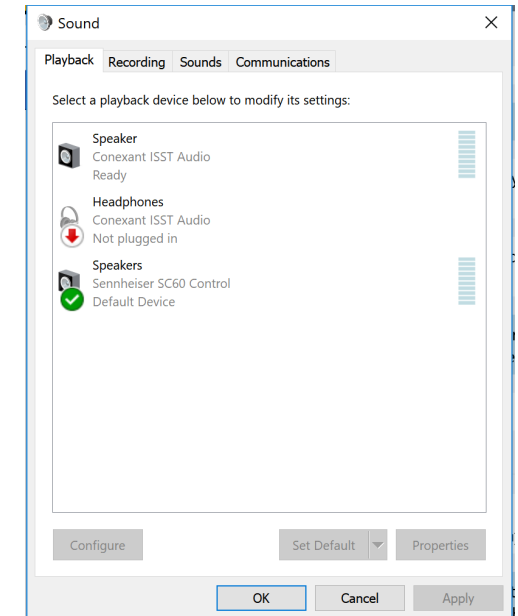 Sound
Playback Recording Sounds Communications
Select a playback device below to modify its settings:
Speaker
Conexant ISST Audio
Ready
Headphones
Conexant ISST Audio
Not plugged in
Speakers
Sennheiser SC60 Control
Default Device
Configure Set Default Properties
OK Cancel Apply